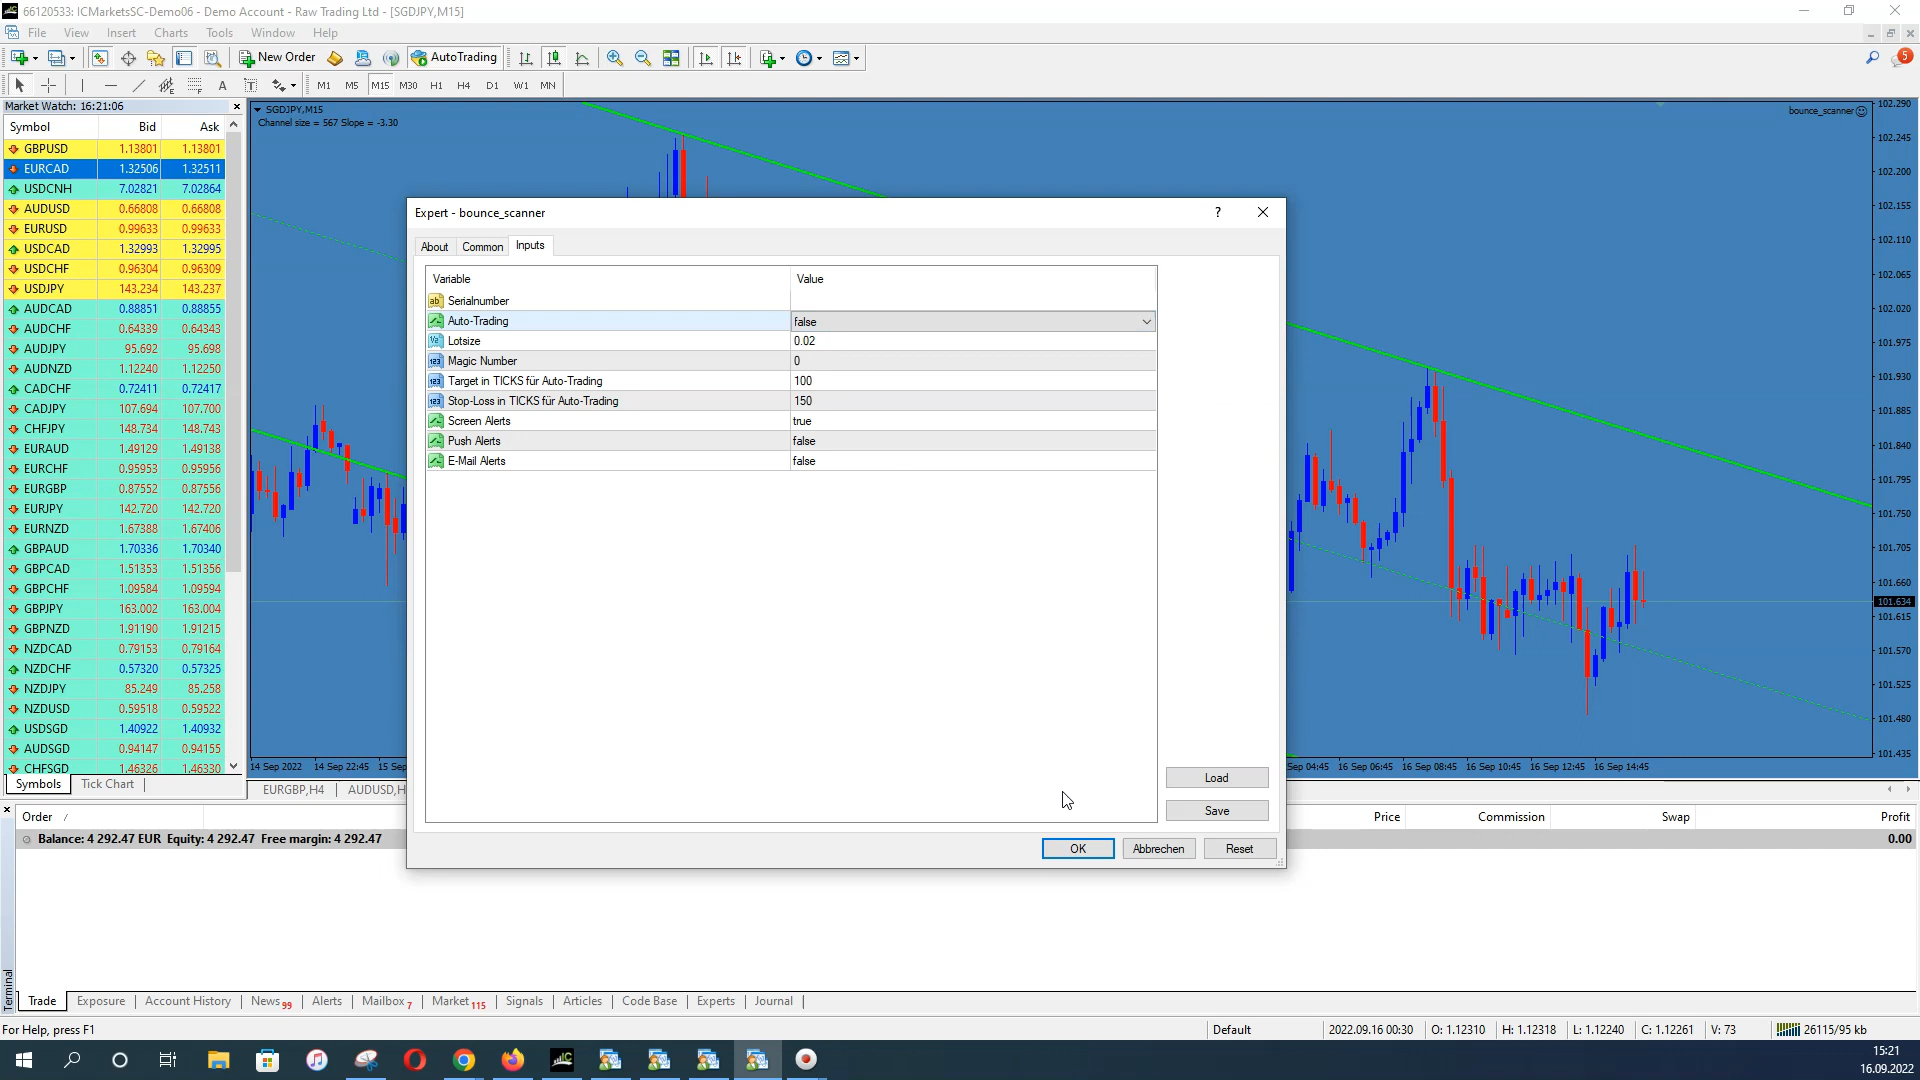 66120533: ICMarketsSC-Demo06 - Demo Account - Raw Trading Ltd - [SGDJPY,M15]
File View Insert Charts Tools Window Help
New Order AutoTrading 5
A T M1 M5 M15 M30 H1 H4 D1 W1 MN
Market Watch: 16:21:06
Symbol Bid Ask
GBPUSD 1.13801 1.13801
EURCAD 1.32506 1.32511
USDCNH 7.02821 7.02864
AUDUSD 0.66808 0.66808
EURUSD 0.99633 0.99633
USDCAD 1.32993 1.32995
USDCHF 0.96304 0.96309
USDJPY 143.234 143.237
AUDCAD 0.88851 0.88855
AUDCHF 0.64339 0.64343
AUDJPY 95.692 95.698
AUDNZD 1.12240 1.12250
CADCHF 0.72411 0.72417
CADJPY 107.694 107.700
CHFJPY 148.734 148.743
EURAUD 1.49129 1.49138
EURCHF 0.95953 0.95956
EURGBP 0.87552 0.87556
EURJPY 142.720 142.720
EURNZD 1.67388 1.67406
GBPAUD 1.70336 1.70340
GBPCAD 1.51353 1.51356
GBPCHF 1.09584 1.09594
GBPJPY 163.002 163.004
GBPNZD 1.91190 1.91215
NZDCAD 0.79153 0.79164
NZDCHF 0.57320 0.57325
NZDJPY 85.249 85.258
NZDUSD 0.59518 0.59522
USDSGD 1.40922 1.40932
AUDSGD 0.94147 0.94155
CHFSGD 1.46326 1.46330
Symbols Tick Chart
SGDJPY,M15
Channel size = 567 Slope = -3.30
bounce_scanner
102.290
102.245
102.200
102.155
102.110
102.065
102.020
101.975
101.930
101.885
101.840
101.795
101.750
101.705
101.660
101.634
101.615
101.570
101.525
101.480
101.435
14 Sep 2022 14 Sep 22:45 15 Sep
Sep 04:45 16 Sep 06:45 16 Sep 08:45 16 Sep 10:45 16 Sep 12:45 16 Sep 14:45
EURGBP,H4 AUDUSD,H
Expert - bounce_scanner ?
About Common Inputs
Variable Value
ab Serialnumber
Auto-Trading false
Lotsize 0.02
123 Magic Number 0
123 Target in TICKS für Auto-Trading 100
123 Stop-Loss in TICKS für Auto-Trading 150
Screen Alerts true
Push Alerts false
E-Mail Alerts false
Load
Save
OK Abbrechen Reset
Order / Price Commission Swap Profit
Balance: 4 292.47 EUR Equity: 4 292.47 Free margin: 4 292.47 0.00
Terminal
Trade Exposure Account History News 99 Alerts Mailbox 7 Market 115 Signals Articles Code Base Experts Journal
For Help, press F1 Default 2022.09.16 00:30 O: 1.12310 H: 1.12318 L: 1.12240 C: 1.12261 V: 73 26115/95 kb
15:21
16.09.2022